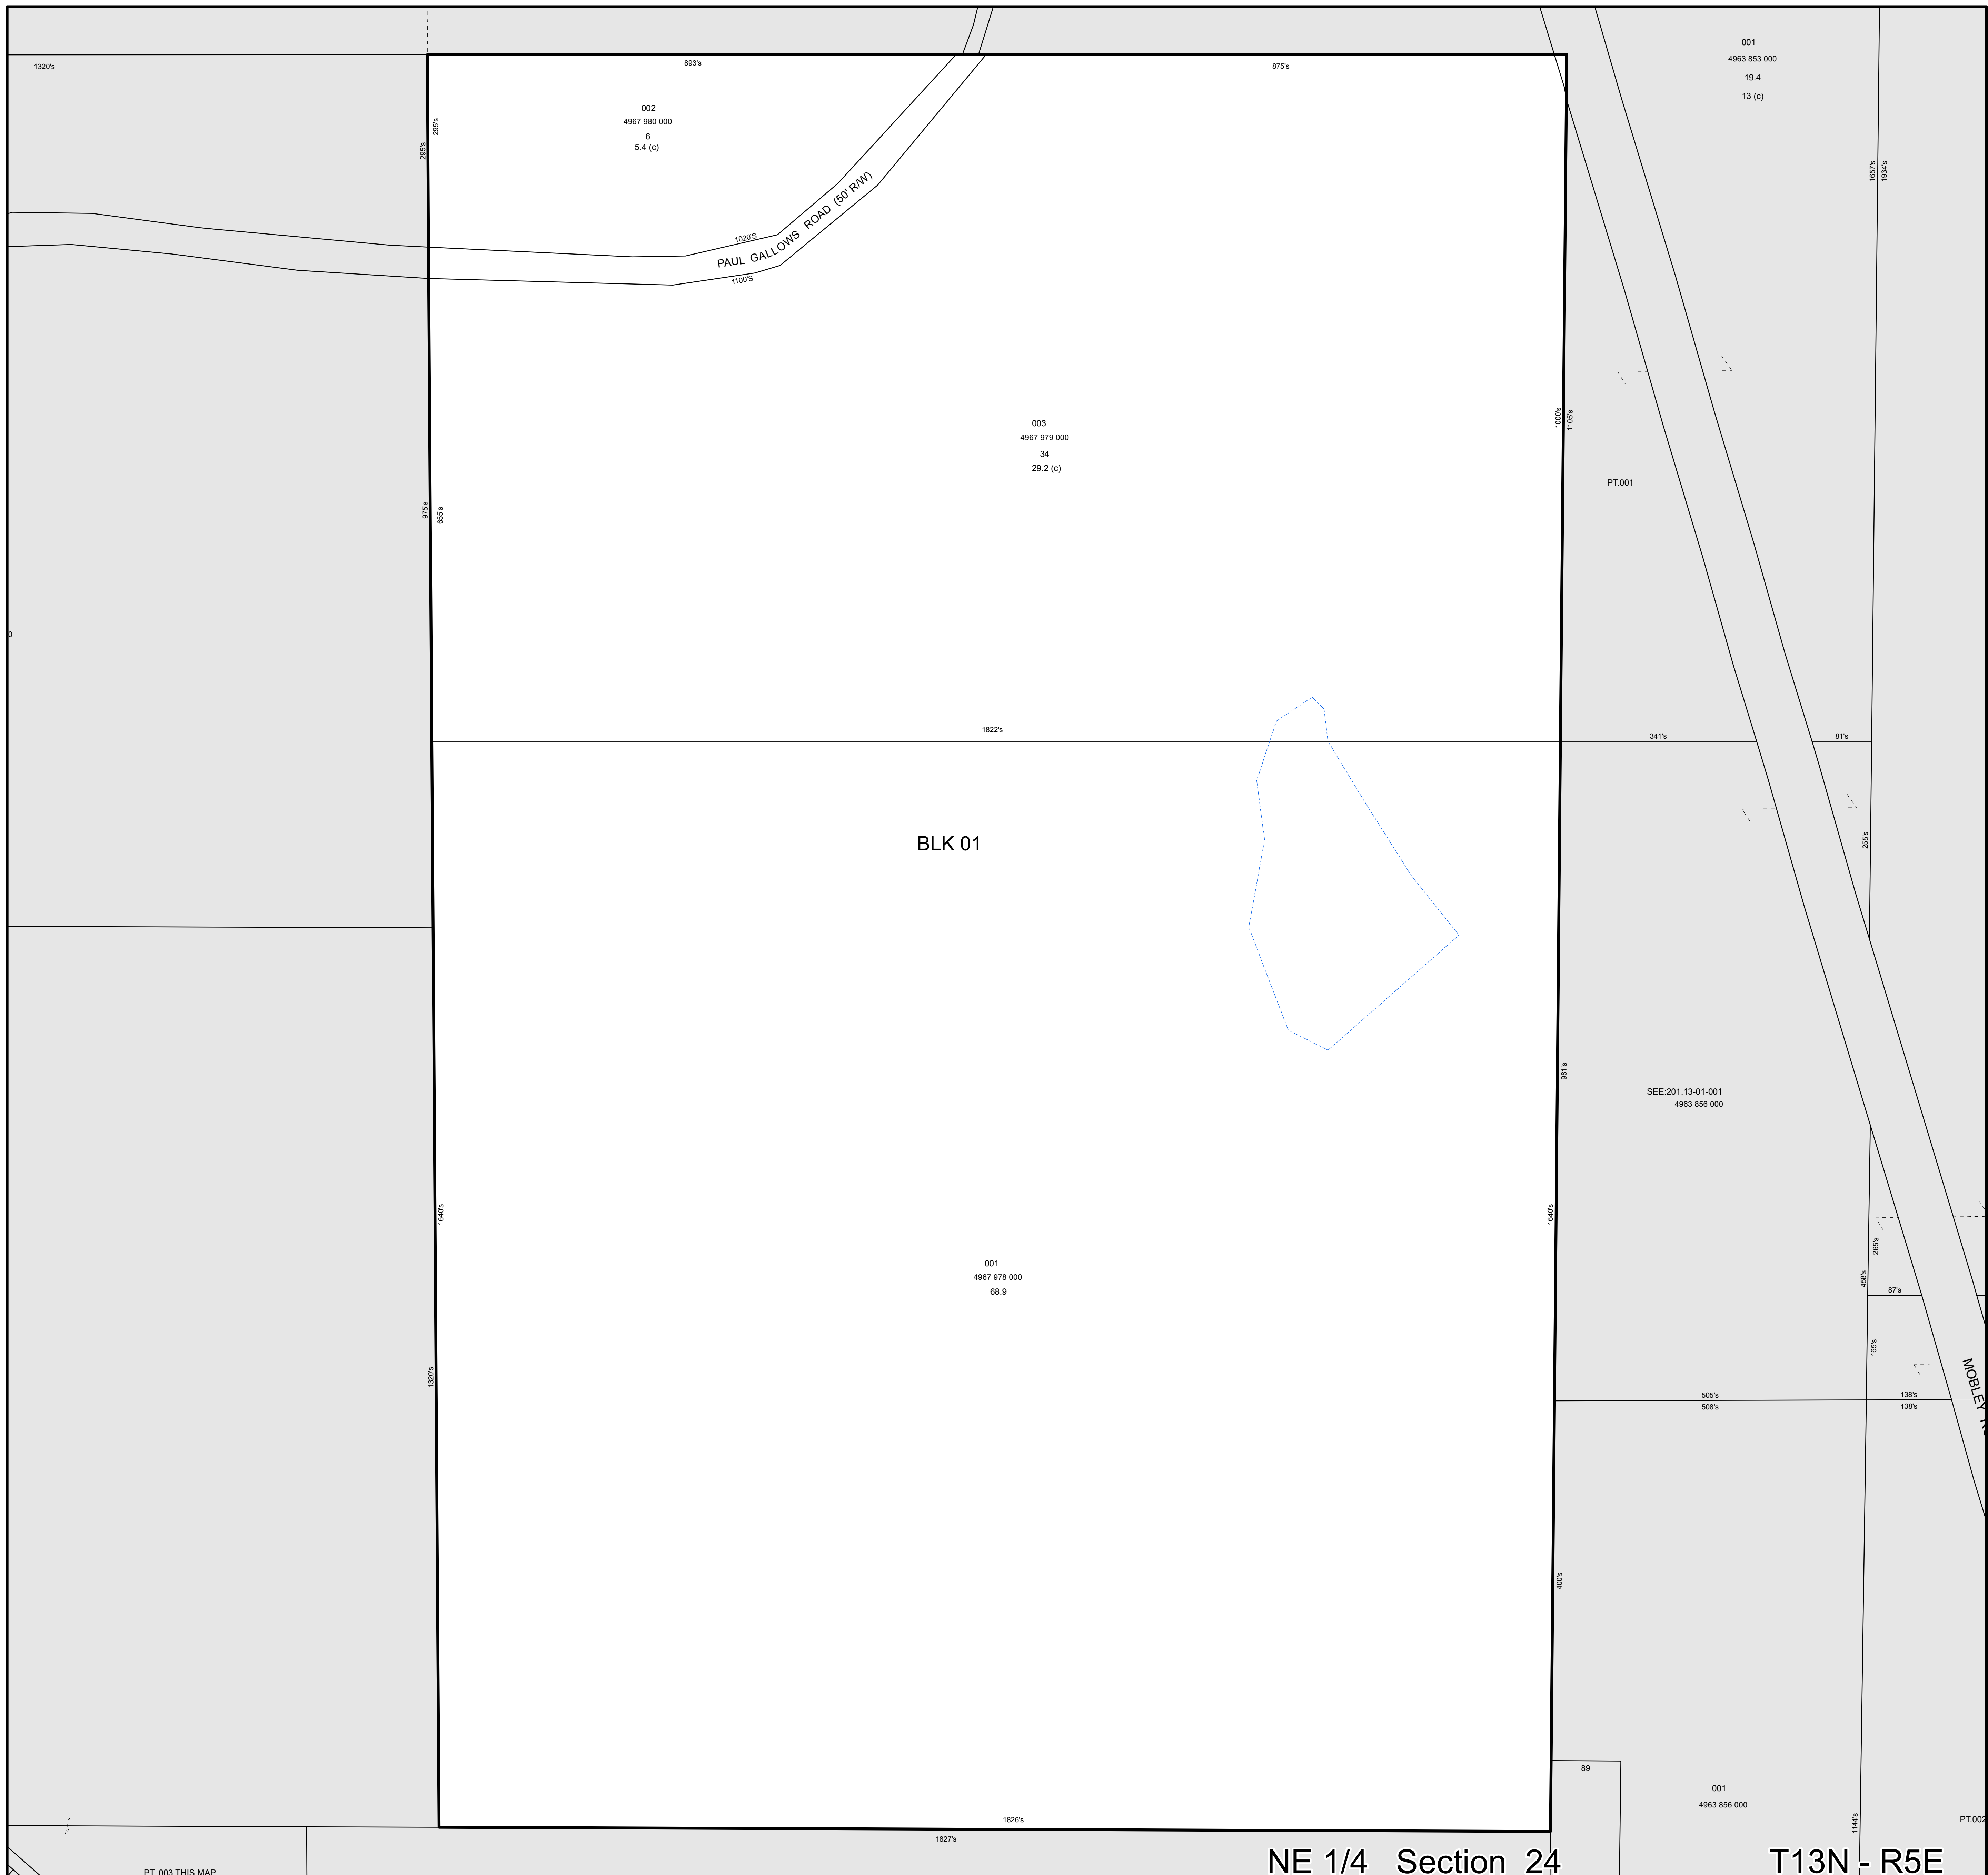 001
4963 853 000
19.4
13 (c)
1320's
893's
875's
002
4967 980 000
6
5.4 (c)
295's
295's
1657's
1934's
1020'S
PAUL GALLOWS ROAD (50' R/W)
1100'S
003
4967 979 000
34
29.2 (c)
1000's
1105's
PT.001
975's
655's
0
1822's
341's
81's
BLK 01
255's
981's
SEE:201.13-01-001
4963 856 000
1640's
1640's
001
4967 978 000
68.9
265's
458's
87's
165's
1320's
MOBLEY
505's
508's
138's
138's
400's
89
001
4963 856 000
1826's
1827's
1144's
PT.002
PT. 003 THIS MAP
NE 1/4 Section 24
T13N - R5E